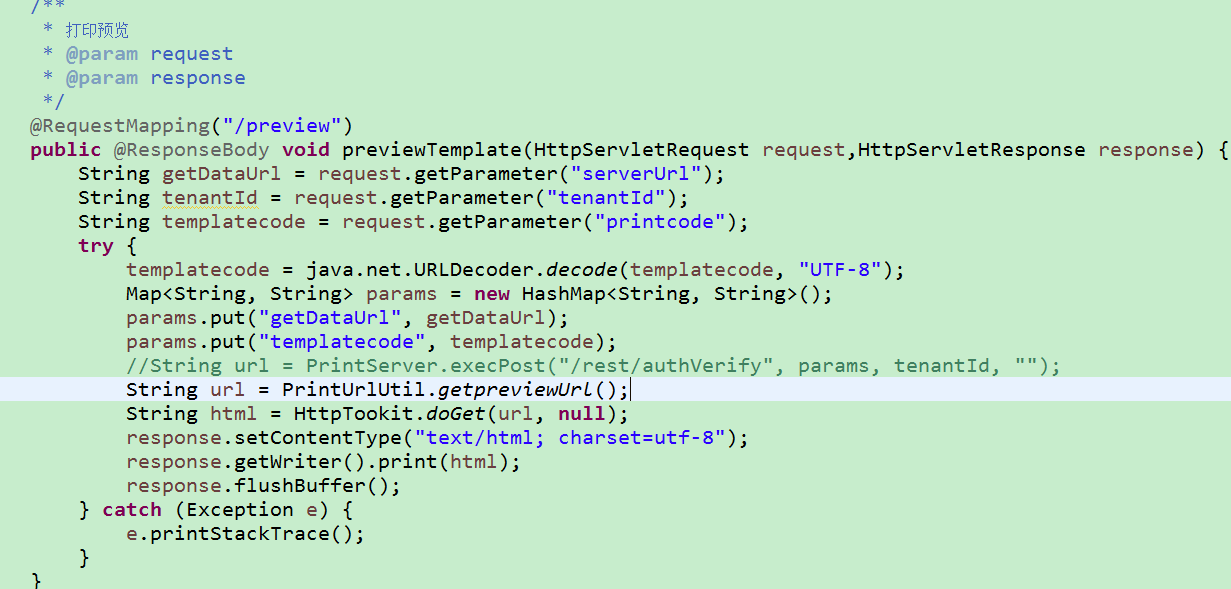 /**
 * 打印预览
 * @param request
 * @param response
 */
@RequestMapping("/preview")
public @ResponseBody void previewTemplate(HttpServletRequest request,HttpServletResponse response) {
    String getDataUrl = request.getParameter("serverUrl");
    String tenantId = request.getParameter("tenantId");
    String templatecode = request.getParameter("printcode");
    try {
        templatecode = java.net.URLDecoder.decode(templatecode, "UTF-8");
        Map<String, String> params = new HashMap<String, String>();
        params.put("getDataUrl", getDataUrl);
        params.put("templatecode", templatecode);
        //String url = PrintServer.execPost("/rest/authVerify", params, tenantId, "");
        String url = PrintUrlUtil.getpreviewUrl();
        String html = HttpTookit.doGet(url, null);
        response.setContentType("text/html; charset=utf-8");
        response.getWriter().print(html);
        response.flushBuffer();
    } catch (Exception e) {
        e.printStackTrace();
    }
}